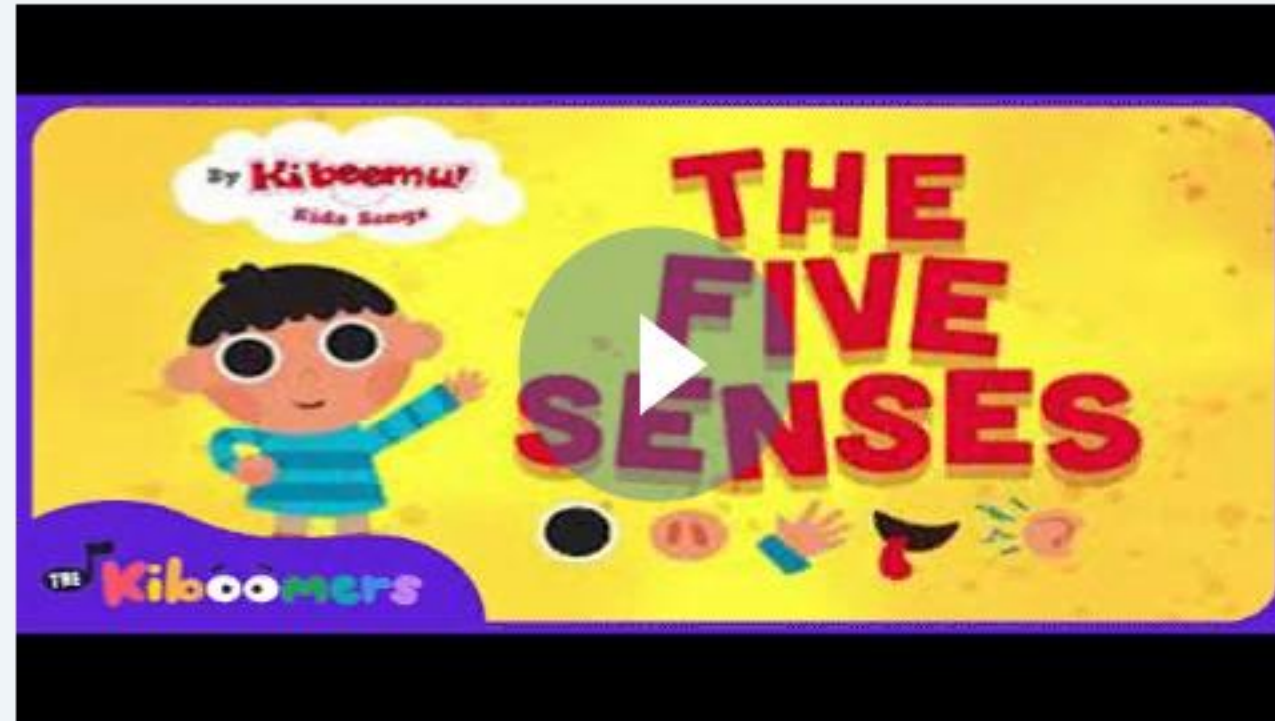 By Kiboomu!
Kids Songs
THE
FIVE
SENSES
THE Kiboomers